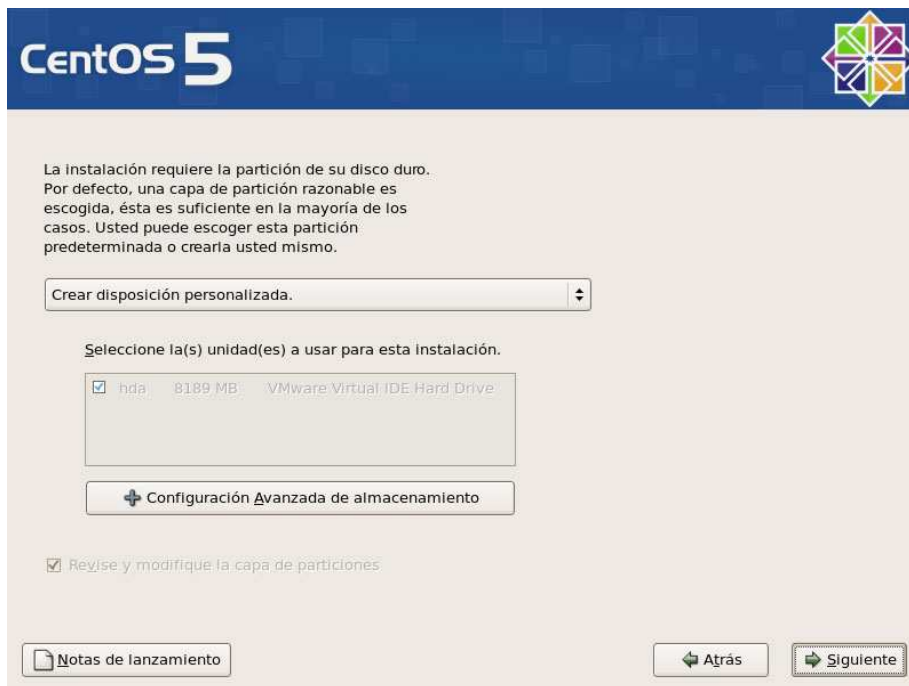 CentOS 5
La instalación requiere la partición de su disco duro.
Por defecto, una capa de partición razonable es
escogida, ésta es suficiente en la mayoría de los
casos. Usted puede escoger esta partición
predeterminada o crearla usted mismo.
Crear disposición personalizada.
Seleccione la(s) unidad(es) a usar para esta instalación.
hda 8189 MB VMware Virtual IDE Hard Drive
Configuración Avanzada de almacenamiento
Revise y modifique la capa de particiones
Notas de lanzamiento
Atrás
Siguiente